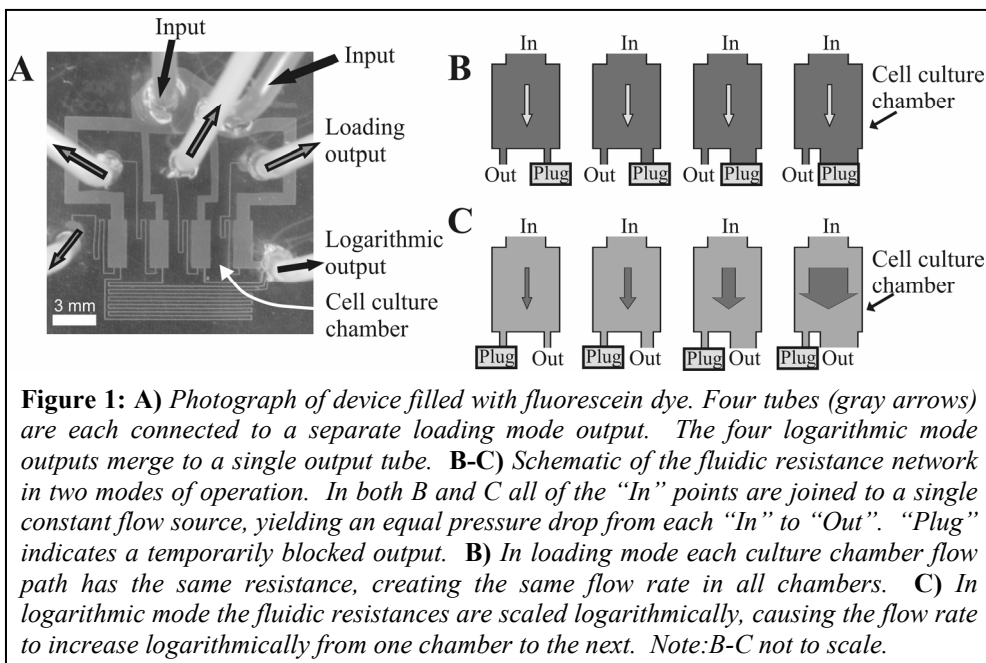 Input
A
Input
Loading
output
Logarithmic
output
Cell culture
chamber
3 mm
B
In In In In
Cell culture
chamber
Out Plug Out Plug Out Plug Out Plug
C
In In In In
Cell culture
chamber
Plug Out Plug Out Plug Out Plug Out
Figure 1: A) Photograph of device filled with fluorescein dye. Four tubes (gray arrows)
are each connected to a separate loading mode output. The four logarithmic mode
outputs merge to a single output tube. B-C) Schematic of the fluidic resistance network
in two modes of operation. In both B and C all of the “In” points are joined to a single
constant flow source, yielding an equal pressure drop from each “In” to “Out”. “Plug”
indicates a temporarily blocked output. B) In loading mode each culture chamber flow
path has the same resistance, creating the same flow rate in all chambers. C) In
logarithmic mode the fluidic resistances are scaled logarithmically, causing the flow rate
to increase logarithmically from one chamber to the next. Note:B-C not to scale.